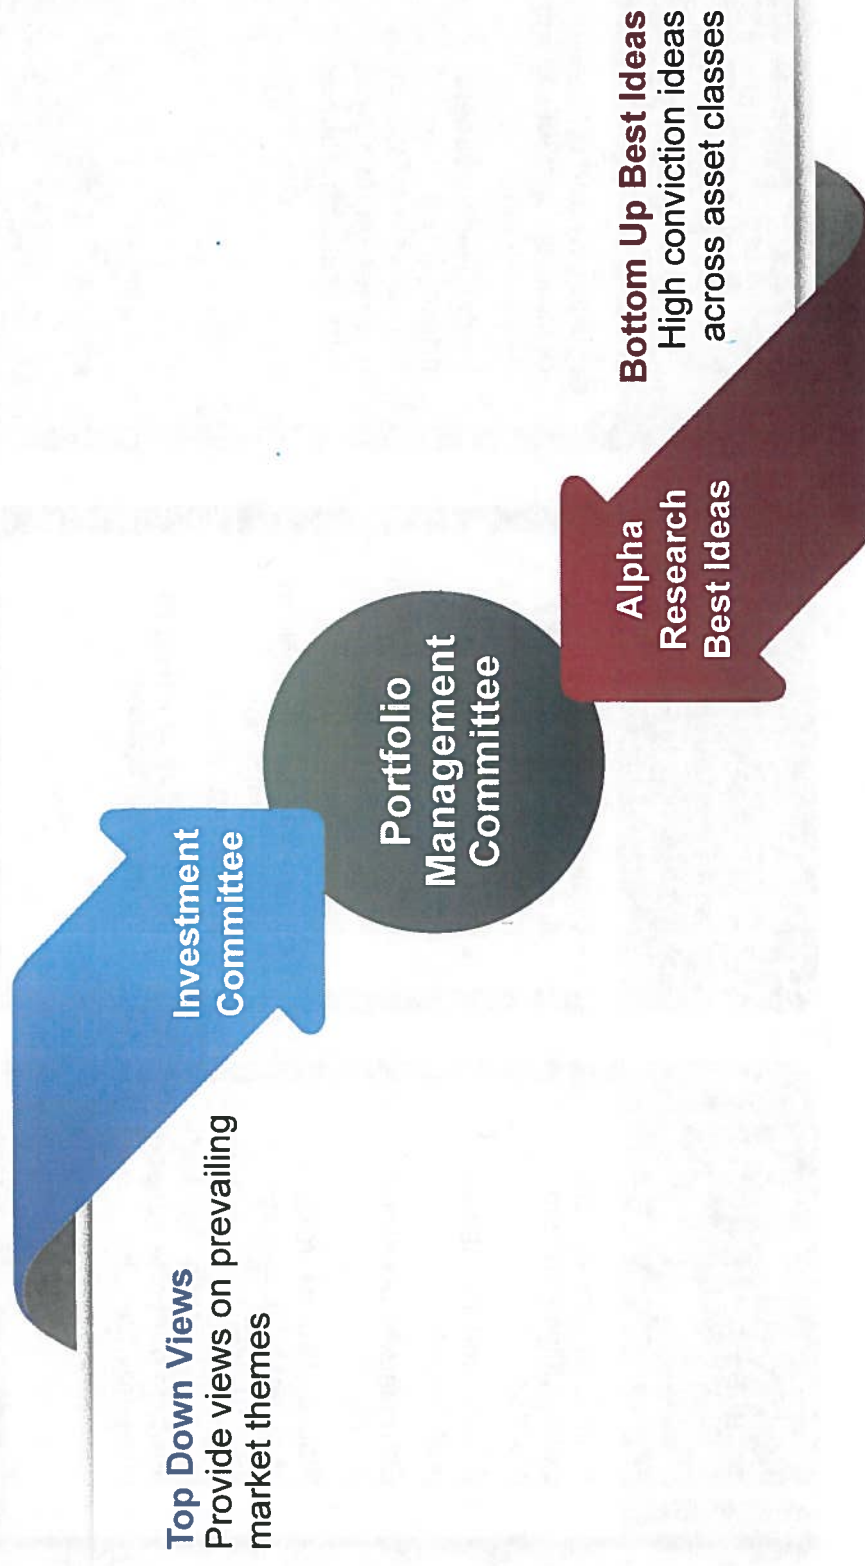 Top Down Views
Provide views on prevailing
market themes
Investment
Committee
Portfolio
Management
Committee
Alpha
Research
Best Ideas
Bottom Up Best Ideas
High conviction ideas
across asset classes